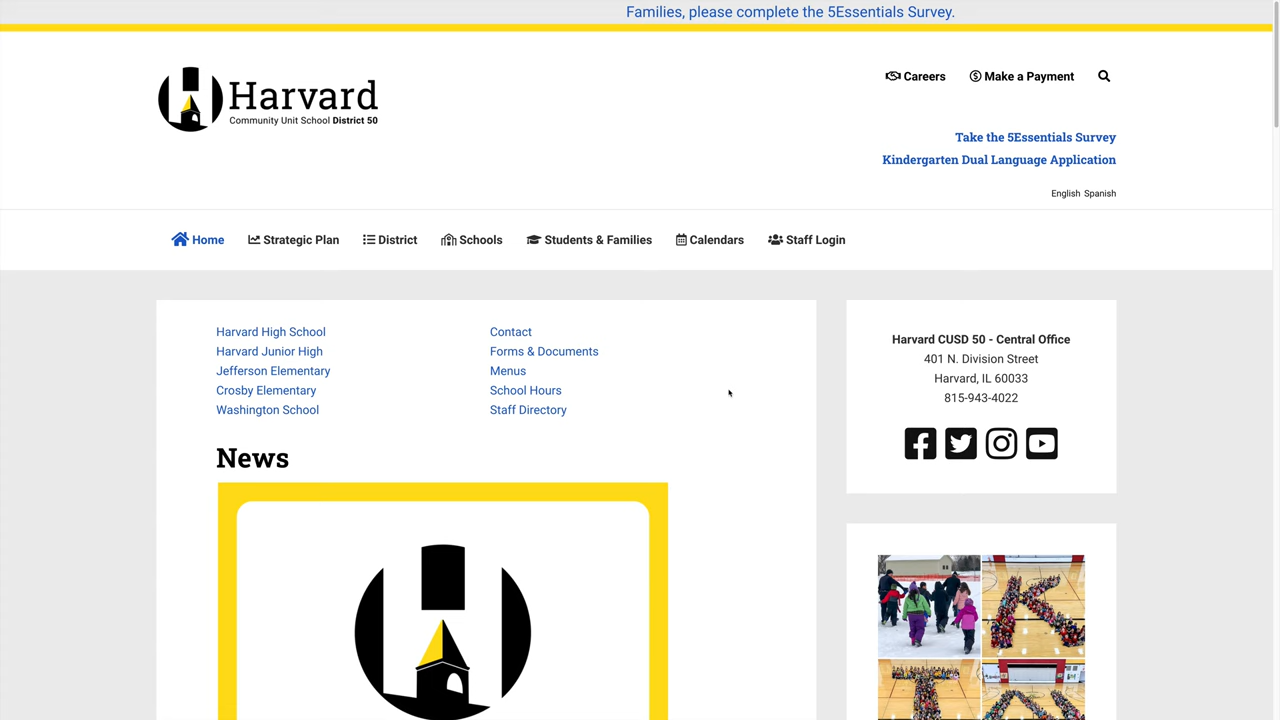 Families, please complete the 5Essentials Survey.
Harvard
Community Unit School District 50
Careers
Make a Payment
Take the 5Essentials Survey
Kindergarten Dual Language Application
English Spanish
Home
Strategic Plan
District
Schools
Students & Families
Calendars
Staff Login
Harvard High School
Harvard Junior High
Jefferson Elementary
Crosby Elementary
Washington School
Contact
Forms & Documents
Menus
School Hours
Staff Directory
News
Harvard CUSD 50 - Central Office
401 N. Division Street
Harvard, IL 60033
815-943-4022